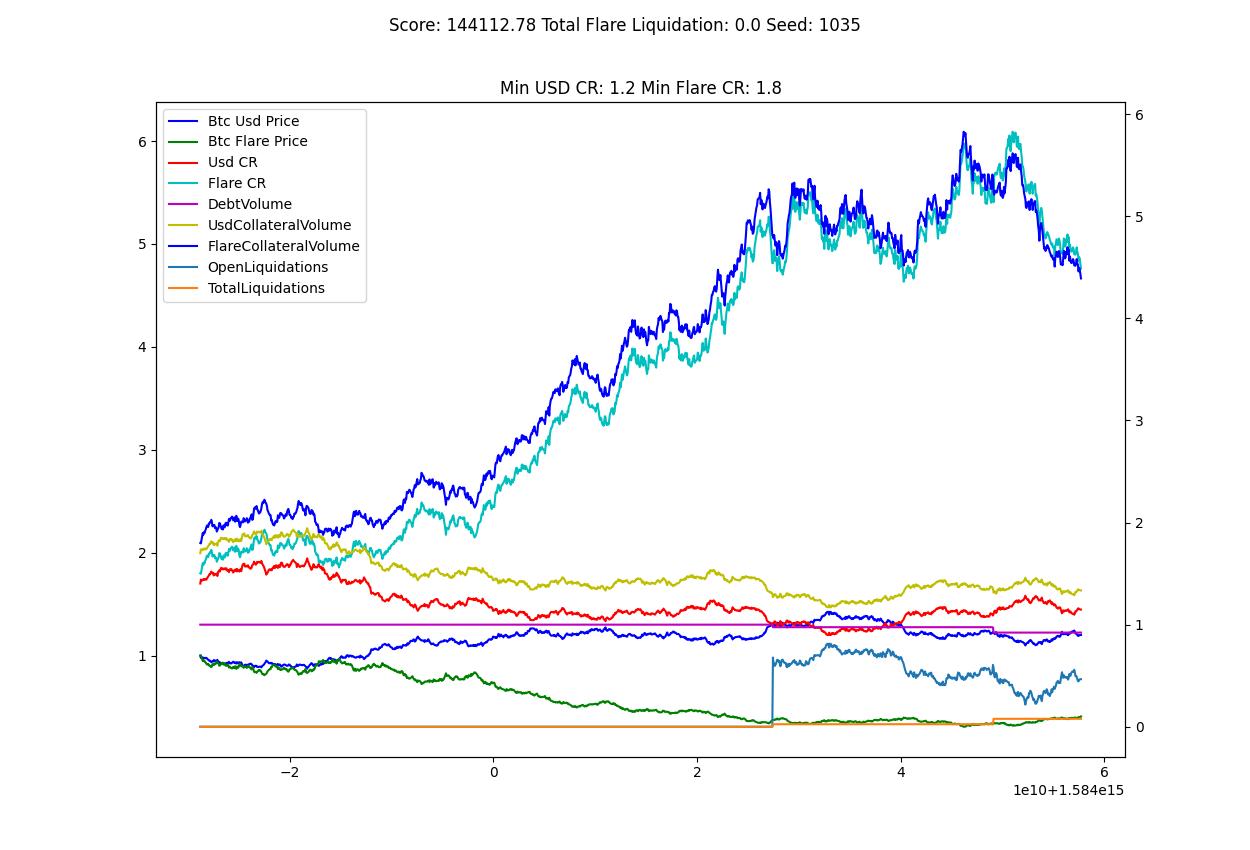 Score: 144112.78 Total Flare Liquidation: 0.0 Seed: 1035
Min USD CR: 1.2 Min Flare CR: 1.8
Btc Usd Price
Btc Flare Price
Usd CR
Flare CR
DebtVolume
UsdCollateralVolume
FlareCollateralVolume
OpenLiquidations
TotalLiquidations
6
5
4
3
2
1
6
5
4
3
2
1
0
−2 0 2 4 6
1e10+1.584e15